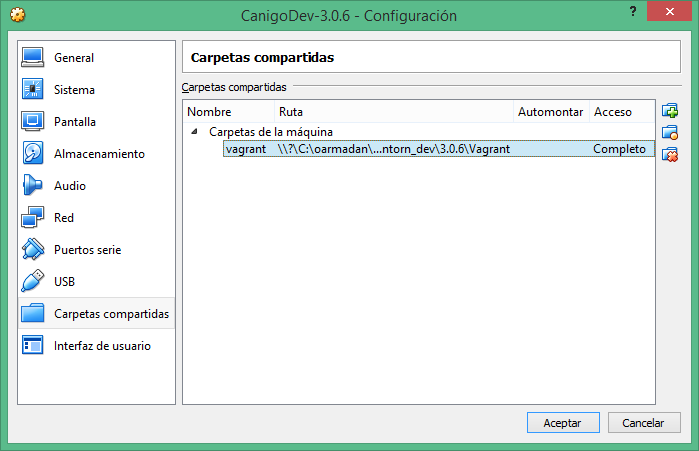 CanigoDev-3.0.6 - Configuración
?
General
Sistema
Pantalla
Almacenamiento
Audio
Red
Puertos serie
USB
Carpetas compartidas
Interfaz de usuario
Carpetas compartidas
Carpetas compartidas
Nombre Ruta Automontar Acceso
Carpetas de la máquina
vagrant \\?\C:\oarmadan\...ntorn_dev\3.0.6\Vagrant Completo
Aceptar Cancelar